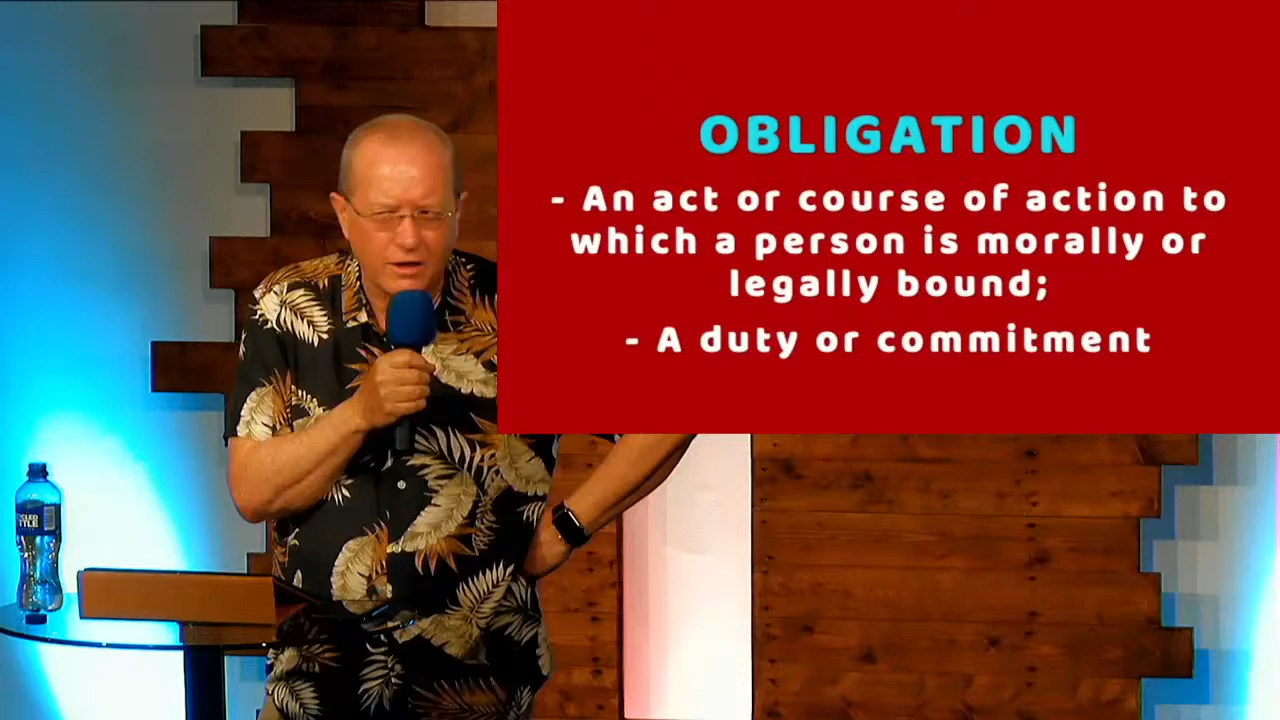 OBLIGATION
- An act or course of action to
which a person is morally or
legally bound;
- A duty or commitment